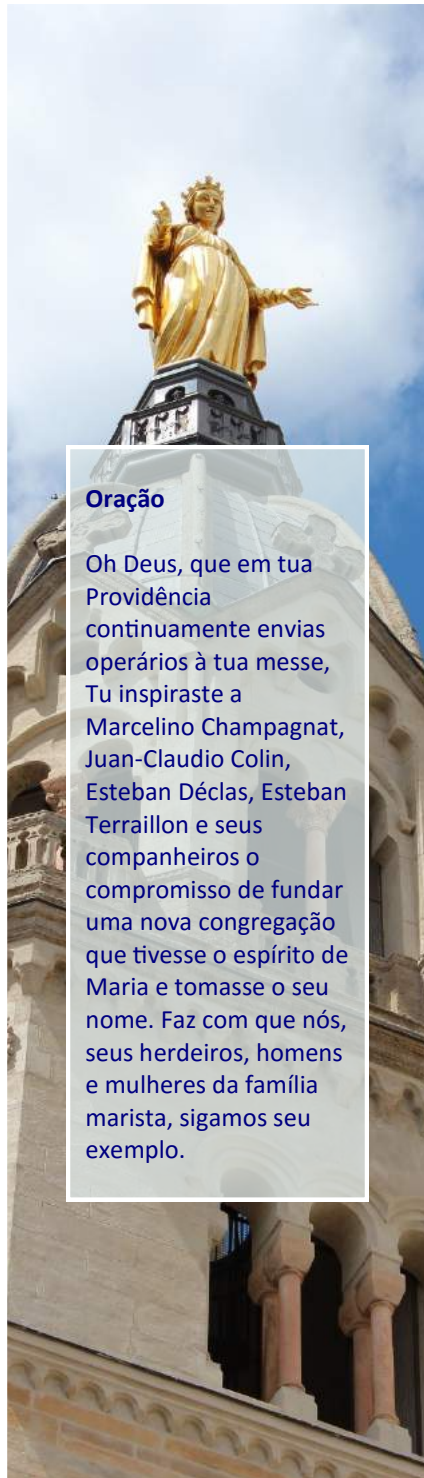 Oração
Oh Deus, que em tua
Providência
continuamente envias
operários à tua messe,
Tu inspiraste a
Marcelino Champagnat,
Juan-Claudio Colin,
Esteban Déclas, Esteban
Terraillon e seus
companheiros o
compromisso de fundar
uma nova congregação
que tivesse o espírito de
Maria e tomasse o seu
nome. Faz com que nós,
seus herdeiros, homens
e mulheres da família
marista, sigamos seu
exemplo.